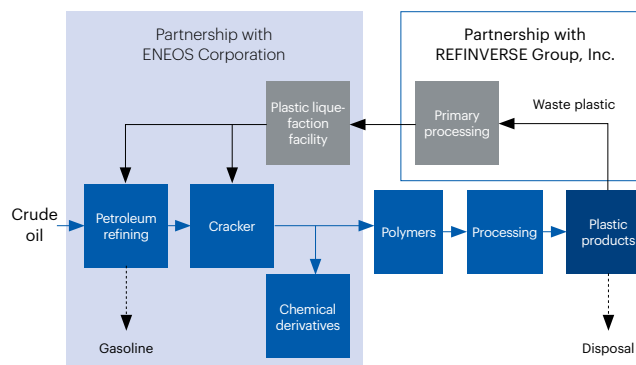 Partnership with
ENEOS Corporation
Partnership with
REFINVERSE Group, Inc.
Plastic lique-
faction
facility
Primary
processing
Waste plastic
Crude
oil
Petroleum
refining
Cracker
Polymers
Processing
Plastic
products
Chemical
derivatives
Gasoline
Disposal